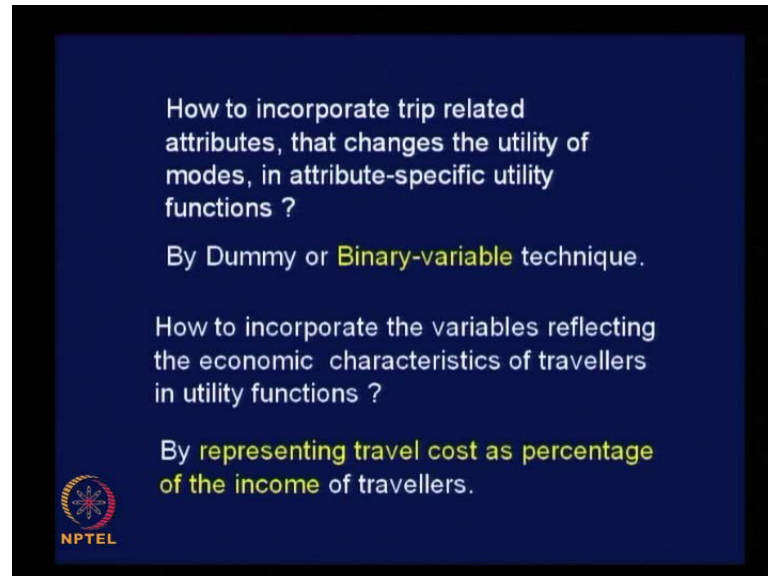 How to incorporate trip related
attributes, that changes the utility of
modes, in attribute-specific utility
functions ?
By Dummy or Binary-variable technique.
How to incorporate the variables reflecting
the economic characteristics of travellers
in utility functions ?
By representing travel cost as percentage
of the income of travellers.
NPTEL